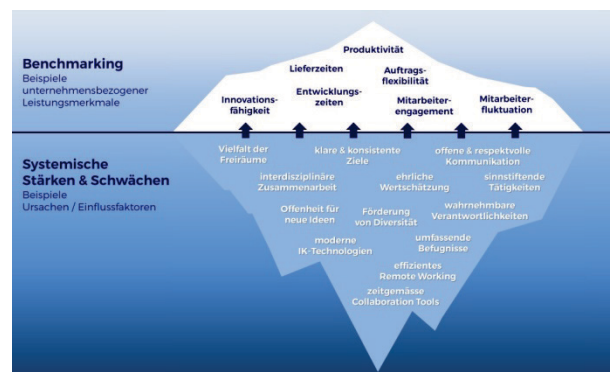 Benchmarking
Beispiele
unternehmensbezogener
Leistungsmerkmale
Produktivität
Lieferzeiten
Auftrags-
flexibilität
Innovations-
fähigkeit
Entwicklungs-
zeiten
Mitarbeiter-
engagement
Mitarbeiter-
fluktuation
Systemische
Stärken & Schwächen
Beispiele
Ursachen / Einflussfaktoren
Vielfalt der
Freiräume
klare & konsistente
Ziele
offene & respektvolle
Kommunikation
interdisziplinäre
Zusammenarbeit
ehrliche
Wertschätzung
sinnstiftende
Tätigkeiten
Offenheit für
neue Ideen
Förderung
von Diversität
wahrnehmbare
Verantwortlichkeiten
moderne
IK-Technologien
umfassende
Befugnisse
effizientes
Remote Working
zeitgemässe
Collaboration Tools